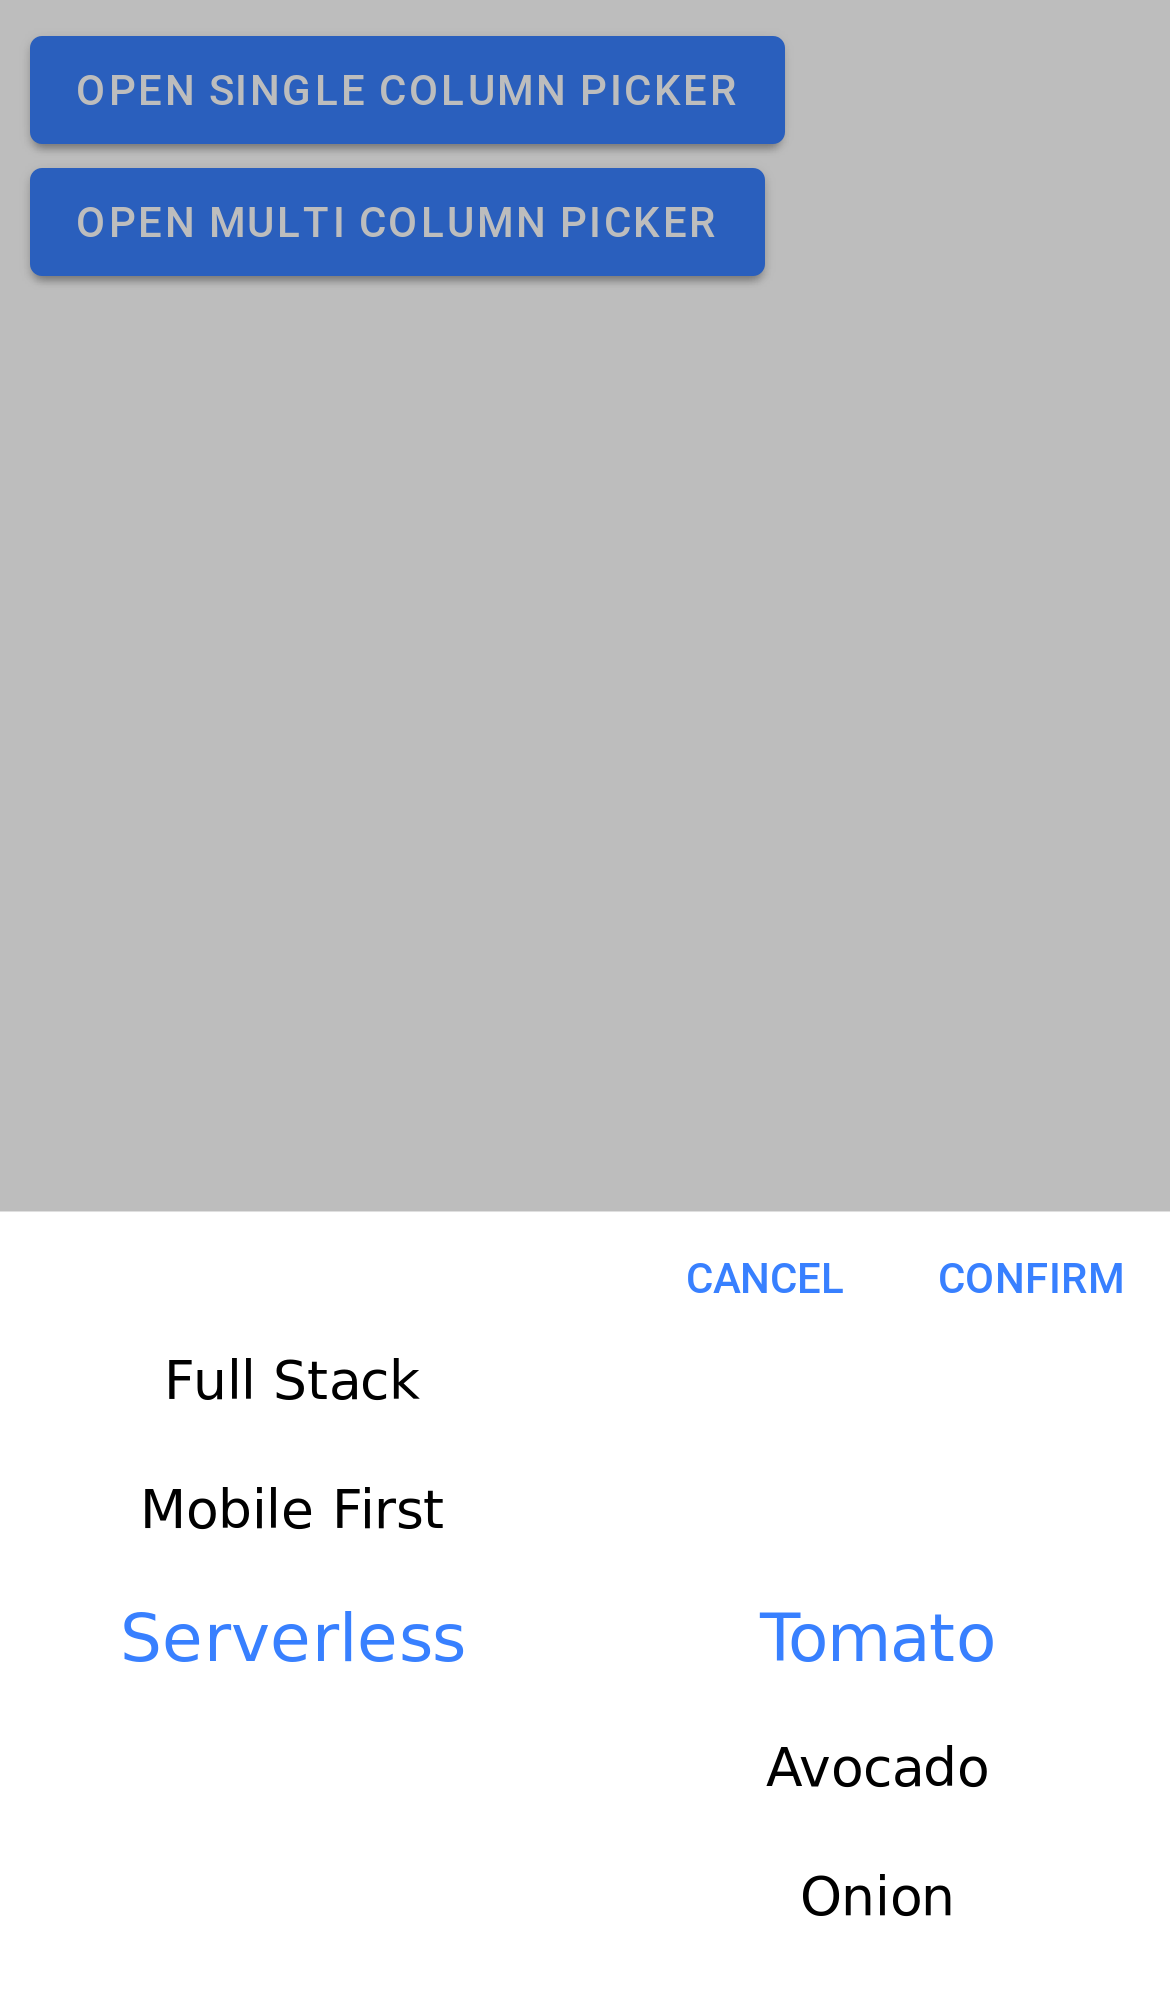 OPEN SINGLE COLUMN PICKER
OPEN MULTI COLUMN PICKER
CANCEL CONFIRM
Full Stack
Mobile First
Serverless Tomato
Avocado
Onion